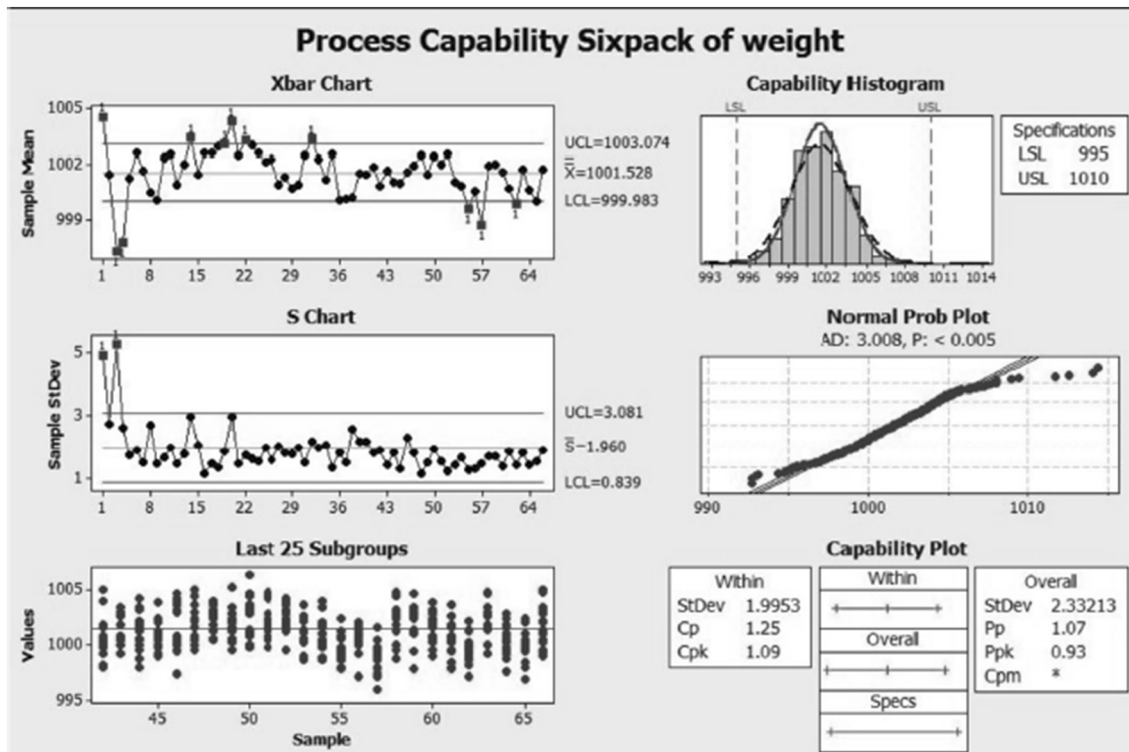 Process Capability Sixpack of weight
Xbar Chart
Sample Mean
1005
1002
999
UCL=1003.074
X=1001.528
LCL=999.983
1 8 15 22 29 36 43 50 57 64
S Chart
Sample StDev
5
3
1
UCL=3.081
S=1.960
LCL=0.839
1 8 15 22 29 36 43 50 57 64
Last 25 Subgroups
Values
1005
1000
995
45 50 55 60 65
Sample
Capability Histogram
LSL USL
993 996 999 1002 1005 1008 1011 1014
Specifications
LSL 995
USL 1010
Normal Prob Plot
AD: 3.008, P: < 0.005
990 1000 1010
Capability Plot
Within
StDev 1.9953
Cp 1.25
Cpk 1.09
Within
Overall
Specs
Overall
StDev 2.33213
Pp 1.07
Ppk 0.93
Cpm *